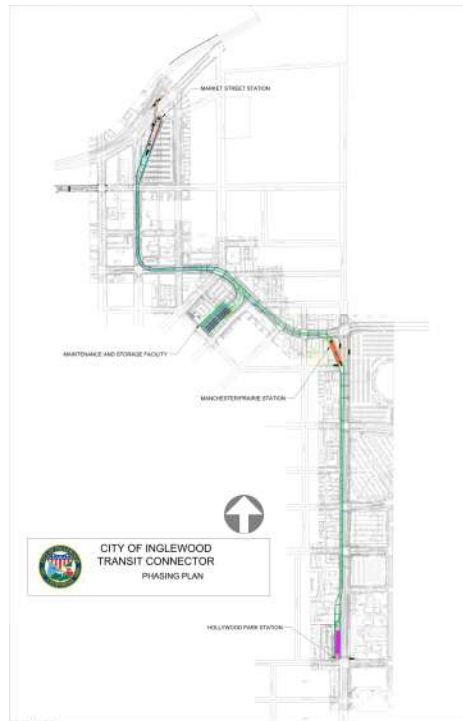 MARKET STREET STATION
MAINTENANCE AND STORAGE FACILITY
MANCHESTER/PRAIRIE STATION
CITY OF INGLEWOOD
TRANSIT CONNECTOR
PHASING PLAN
HOLLYWOOD PARK STATION